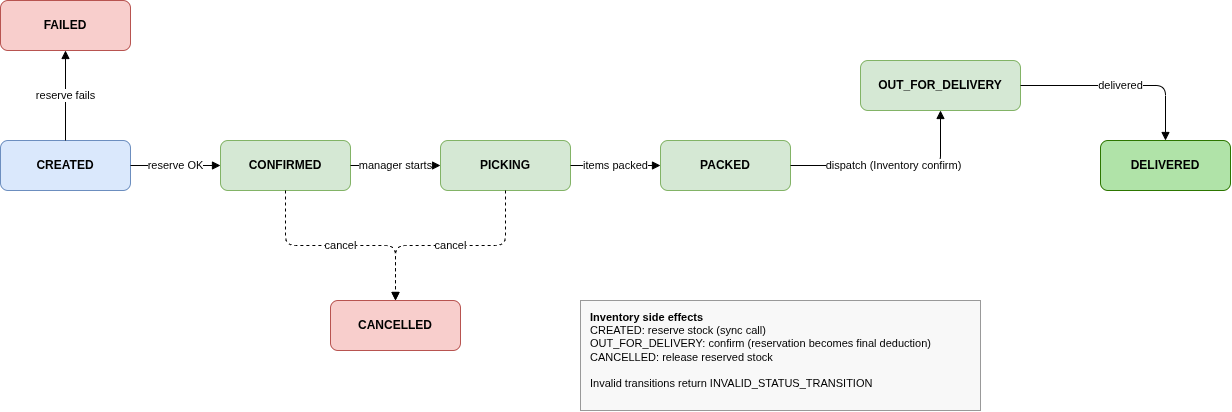 FAILED
reserve fails
CREATED
reserve OK
CONFIRMED
manager starts
PICKING
items packed
PACKED
dispatch (Inventory confirm)
OUT_FOR_DELIVERY
delivered
DELIVERED
cancel
cancel
CANCELLED
Inventory side effects
CREATED: reserve stock (sync call)
OUT_FOR_DELIVERY: confirm (reservation becomes final deduction)
CANCELLED: release reserved stock
Invalid transitions return INVALID_STATUS_TRANSITION